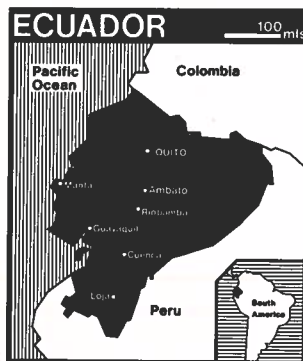 ECUADOR
100 mls
Pacific
Ocean
Colombia
QUITO
Manta
Ambato
Riobamba
Guayaquil
Cuenca
Loja
Peru
South
America